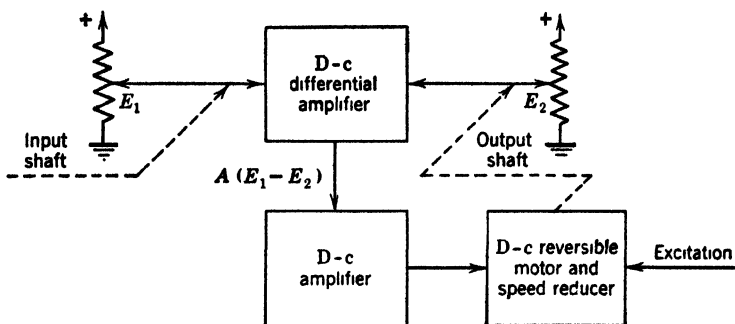 +
+
D-c
differential
amplifier
E₁
E₂
Input
shaft
Output
shaft
A (E₁ − E₂)
D-c
amplifier
D-c reversible
motor and
speed reducer
Excitation